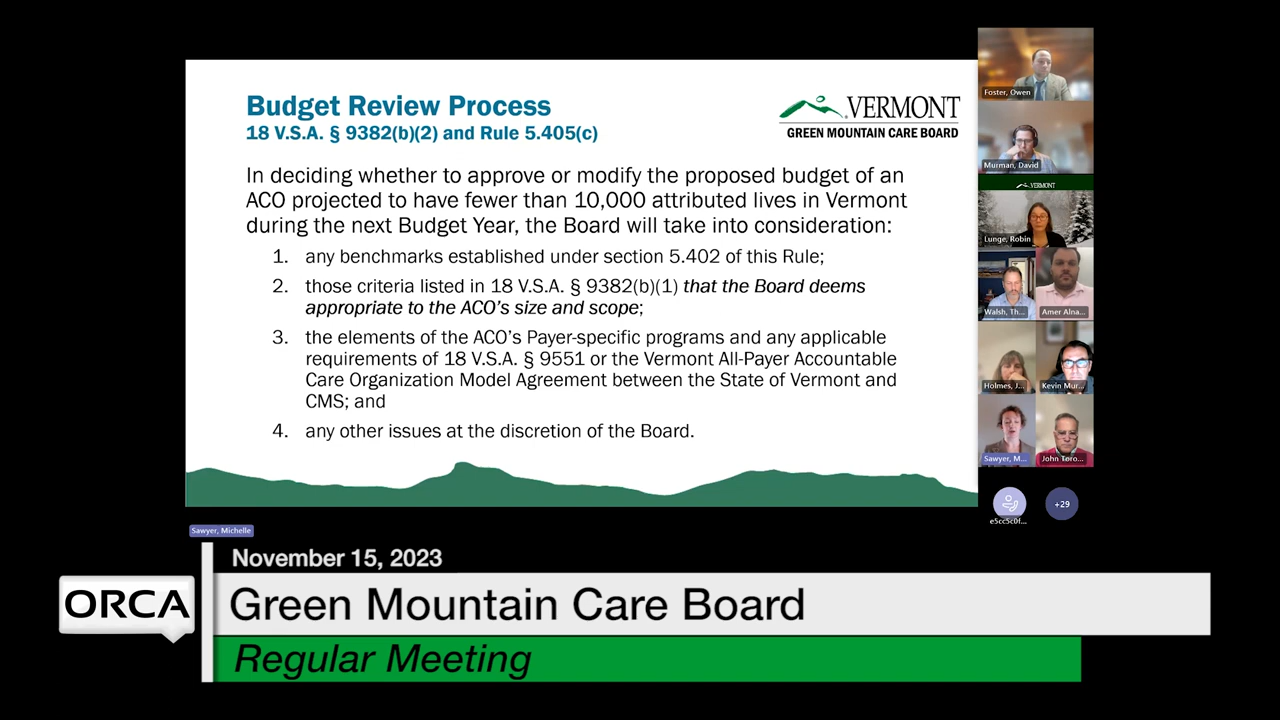 Budget Review Process
18 V.S.A. § 9382(b)(2) and Rule 5.405(c)
VERMONT
GREEN MOUNTAIN CARE BOARD
In deciding whether to approve or modify the proposed budget of an
ACO projected to have fewer than 10,000 attributed lives in Vermont
during the next Budget Year, the Board will take into consideration:
1. any benchmarks established under section 5.402 of this Rule;
2. those criteria listed in 18 V.S.A. § 9382(b)(1) that the Board deems
appropriate to the ACO's size and scope;
3. the elements of the ACO's Payer-specific programs and any applicable
requirements of 18 V.S.A. § 9551 or the Vermont All-Payer Accountable
Care Organization Model Agreement between the State of Vermont and
CMS; and
4. any other issues at the discretion of the Board.
Foster, Owen
Murman, David
VERMONT
Lunge, Robin
Walsh, Th...
Amer Alna...
Holmes, J...
Kevin Mur...
Sawyer, M...
John Toro...
e5cc5c0f...
+29
Sawyer, Michelle
November 15, 2023
ORCA
Green Mountain Care Board
Regular Meeting